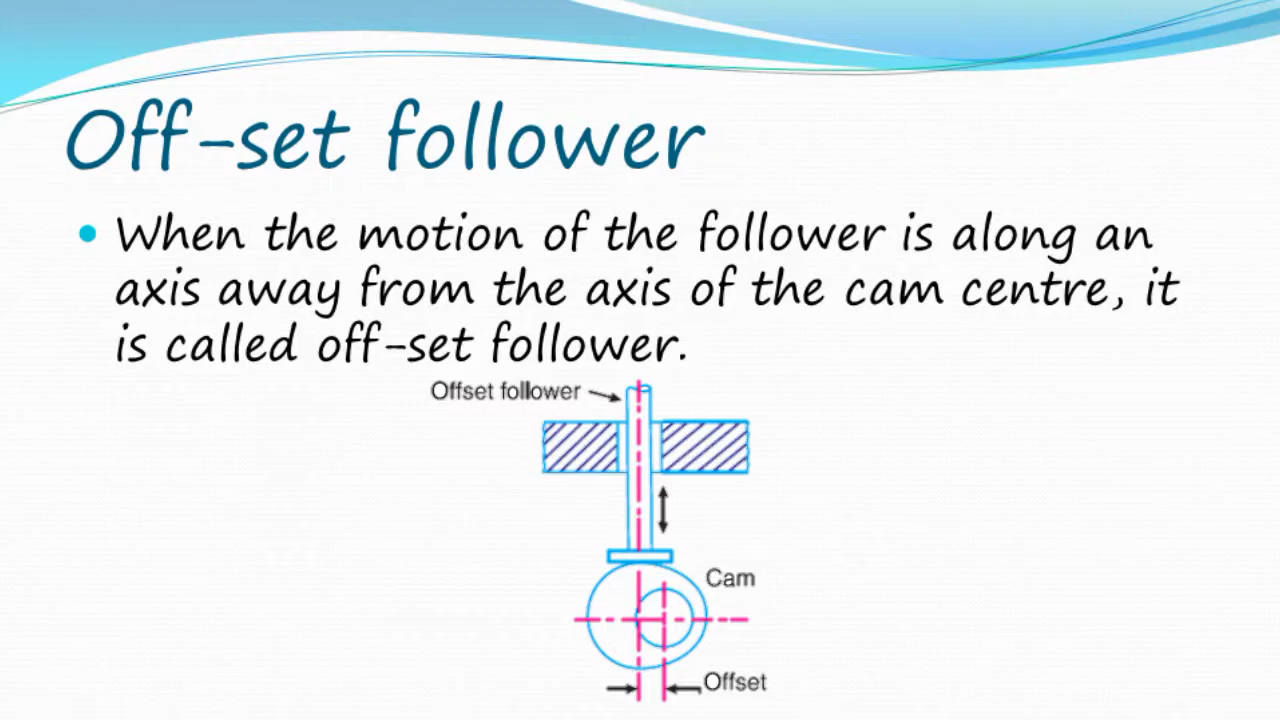 Off-set follower
• When the motion of the follower is along an
axis away from the axis of the cam centre, it
is called off-set follower.
Offset follower
Cam
Offset